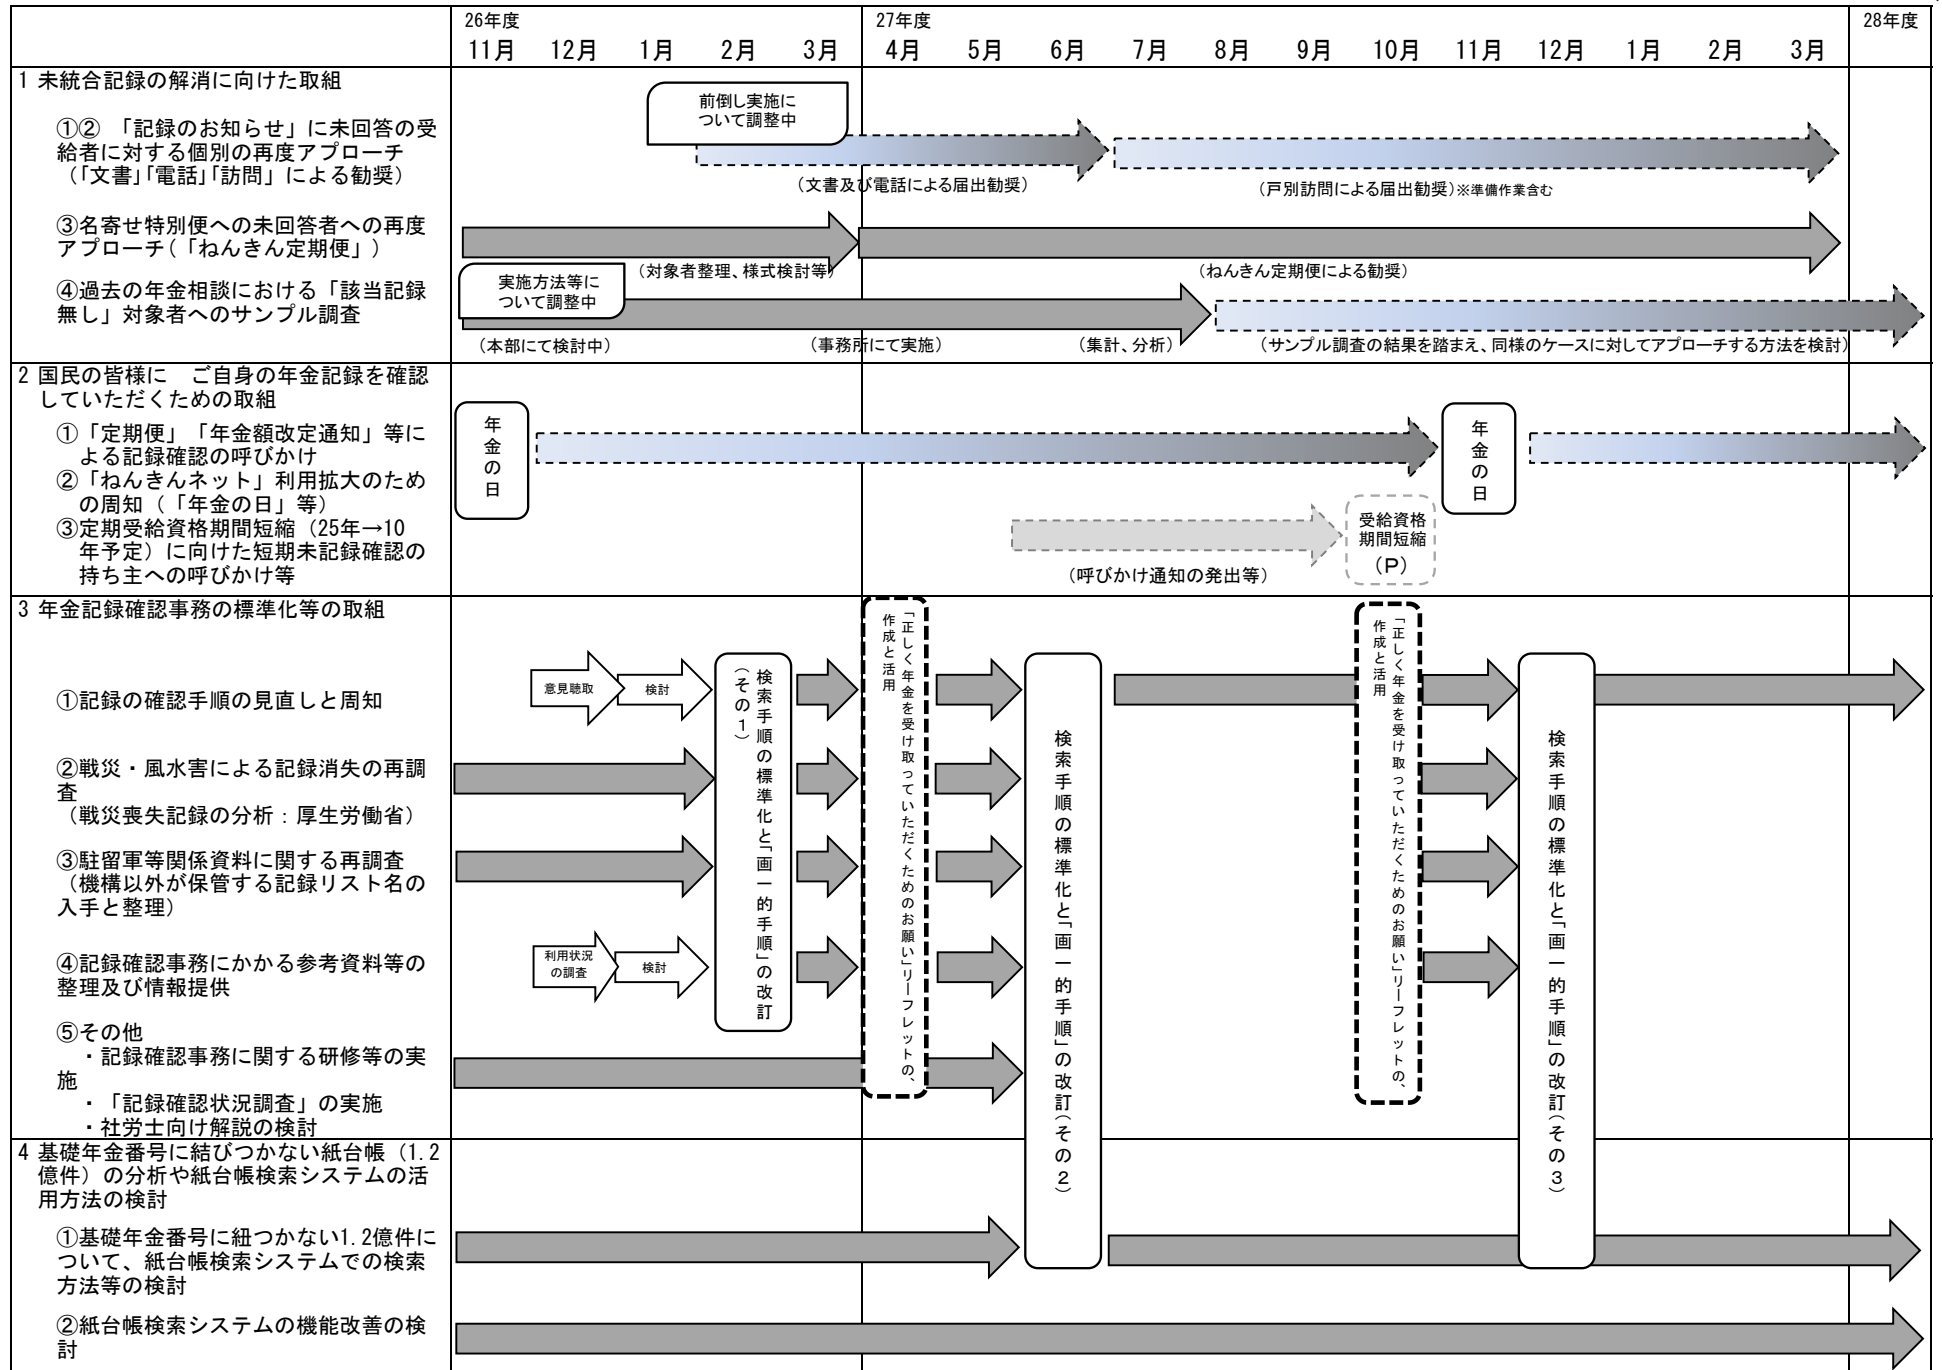 26年度
27年度
28年度
11月
12月
1月
2月
3月
4月
5月
6月
7月
8月
9月
10月
11月
12月
1月
2月
3月
1 未統合記録の解消に向けた取組
①② 「記録のお知らせ」に未回答の受
給者に対する個別の再度アプローチ
（「文書」「電話」「訪問」による勧奨）
前倒し実施に
ついて調整中
（文書及び電話による届出勧奨）
（戸別訪問による届出勧奨）※準備作業含む
③名寄せ特別便への未回答者への再度
アプローチ（「ねんきん定期便」）
（対象者整理、様式検討等）
（ねんきん定期便による勧奨）
④過去の年金相談における「該当記録
無し」対象者へのサンプル調査
実施方法等に
ついて調整中
（本部にて検討中）
（事務所にて実施）
（集計、分析）
（サンプル調査の結果を踏まえ、同様のケースに対してアプローチする方法を検討）
2 国民の皆様に　ご自身の年金記録を確認
していただくための取組
①「定期便」「年金額改定通知」等に
よる記録確認の呼びかけ
②「ねんきんネット」利用拡大のため
の周知（「年金の日」等）
③定期受給資格期間短縮（25年→10
年予定）に向けた短期未記録確認の
持ち主への呼びかけ等
年金の日
年金の日
（呼びかけ通知の発出等）
受給資格
期間短縮
（P）
3 年金記録確認事務の標準化等の取組
①記録の確認手順の見直しと周知
意見聴取
検討
②戦災・風水害による記録消失の再調
査
（戦災喪失記録の分析：厚生労働省）
③駐留軍等関係資料に関する再調査
（機構以外が保管する記録リスト名の
入手と整理）
④記録確認事務にかかる参考資料等の
整理及び情報提供
利用状況
の調査
検討
⑤その他
・記録確認事務に関する研修等の実
施
・「記録確認状況調査」の実施
・社労士向け解説の検討
検索手順の標準化と「画一的手順」の改訂
（その１）
「正しく年金を受け取っていただくためのお願い」リーフレットの、
作成と活用
検索手順の標準化と「画一的手順」の改訂（その２）
「正しく年金を受け取っていただくためのお願い」リーフレットの、
作成と活用
検索手順の標準化と「画一的手順」の改訂（その３）
4 基礎年金番号に結びつかない紙台帳（1.2
億件）の分析や紙台帳検索システムの活
用方法の検討
①基礎年金番号に紐つかない1.2億件に
ついて、紙台帳検索システムでの検索
方法等の検討
②紙台帳検索システムの機能改善の検
討